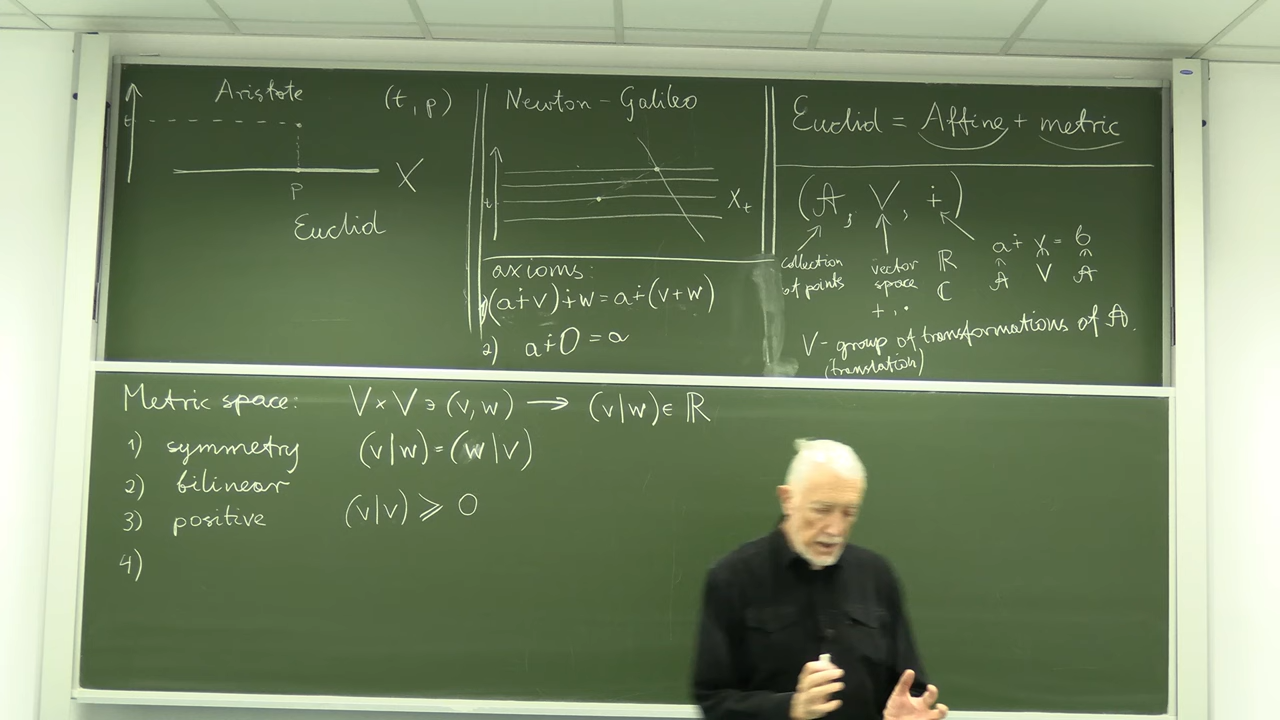 Aristote
(t, p)
t
p
X
Euclid
Newton - Galileo
t
X_t
axioms:
1) (a∔v)∔w = a∔(v+w)
2) a∔0 = a
Euclid = Affine + metric
(A, V, ∔)
collection of points
vector space
+, ·
ℝ
ℂ
a ∔ v = b
A V A
V - group of transformations of A.
(translation)
Metric space: V × V ∋ (v, w) → (v|w) ∈ ℝ
1) symmetry (v|w) = (w|v)
2) bilinear
3) positive (v|v) ⩾ 0
4)